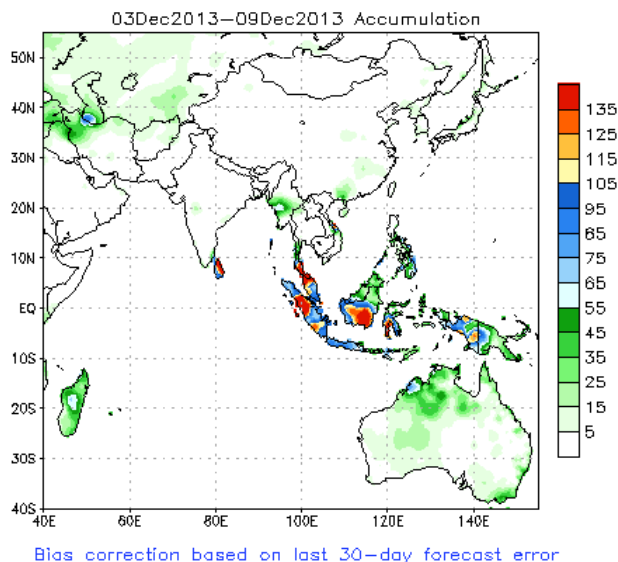 03Dec2013–09Dec2013 Accumulation
50N
40N
30N
20N
10N
EQ
10S
20S
30S
40S
40E 60E 80E 100E 120E 140E
135
125
115
105
95
85
75
65
55
45
35
25
15
5
Bias correction based on last 30–day forecast error